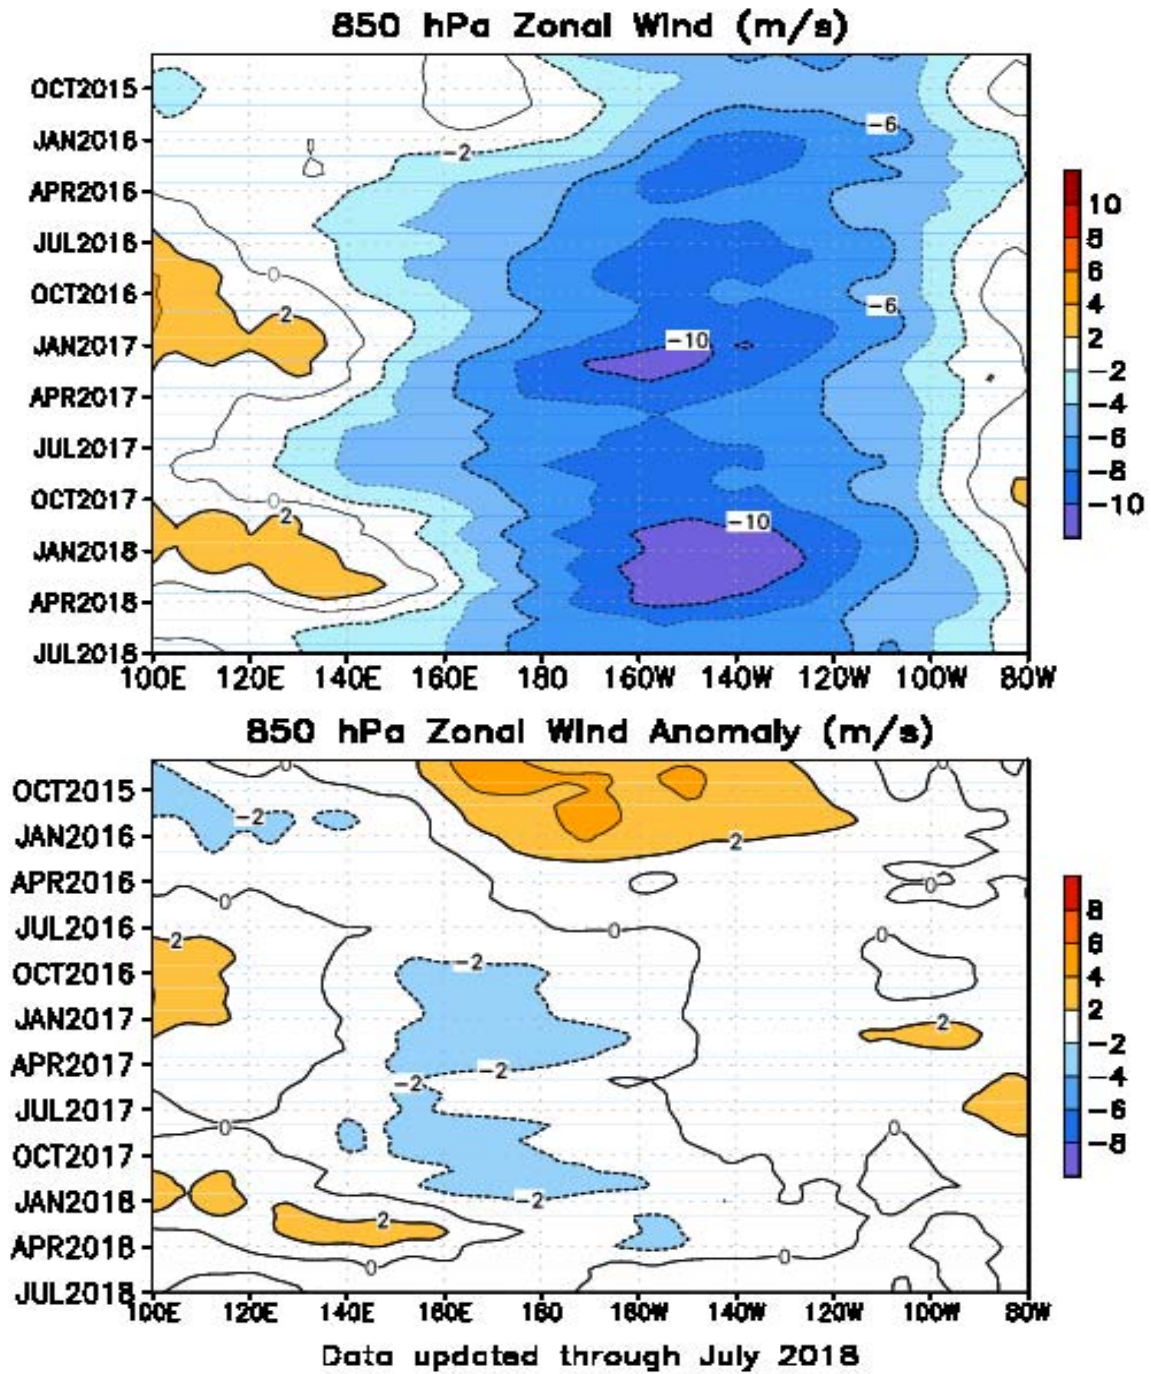 850 hPa Zonal Wind (m/s)
OCT2015
JAN2016
APR2016
JUL2016
OCT2016
JAN2017
APR2017
JUL2017
OCT2017
JAN2018
APR2018
JUL2018
-2
-6
0
2
-6
-10
0
2
-10
100E 120E 140E 160E 180 160W 140W 120W 100W 80W
10
8
6
4
2
-2
-4
-6
-8
-10
850 hPa Zonal Wind Anomaly (m/s)
OCT2015
JAN2016
APR2016
JUL2016
OCT2016
JAN2017
APR2017
JUL2017
OCT2017
JAN2018
APR2018
JUL2018
0
0
-2
2
0
0
0
0
2
-2
2
-2
-2
0
0
-2
2
0
0
100E 120E 140E 160E 180 160W 140W 120W 100W 80W
8
6
4
2
-2
-4
-6
-8
Data updated through July 2018